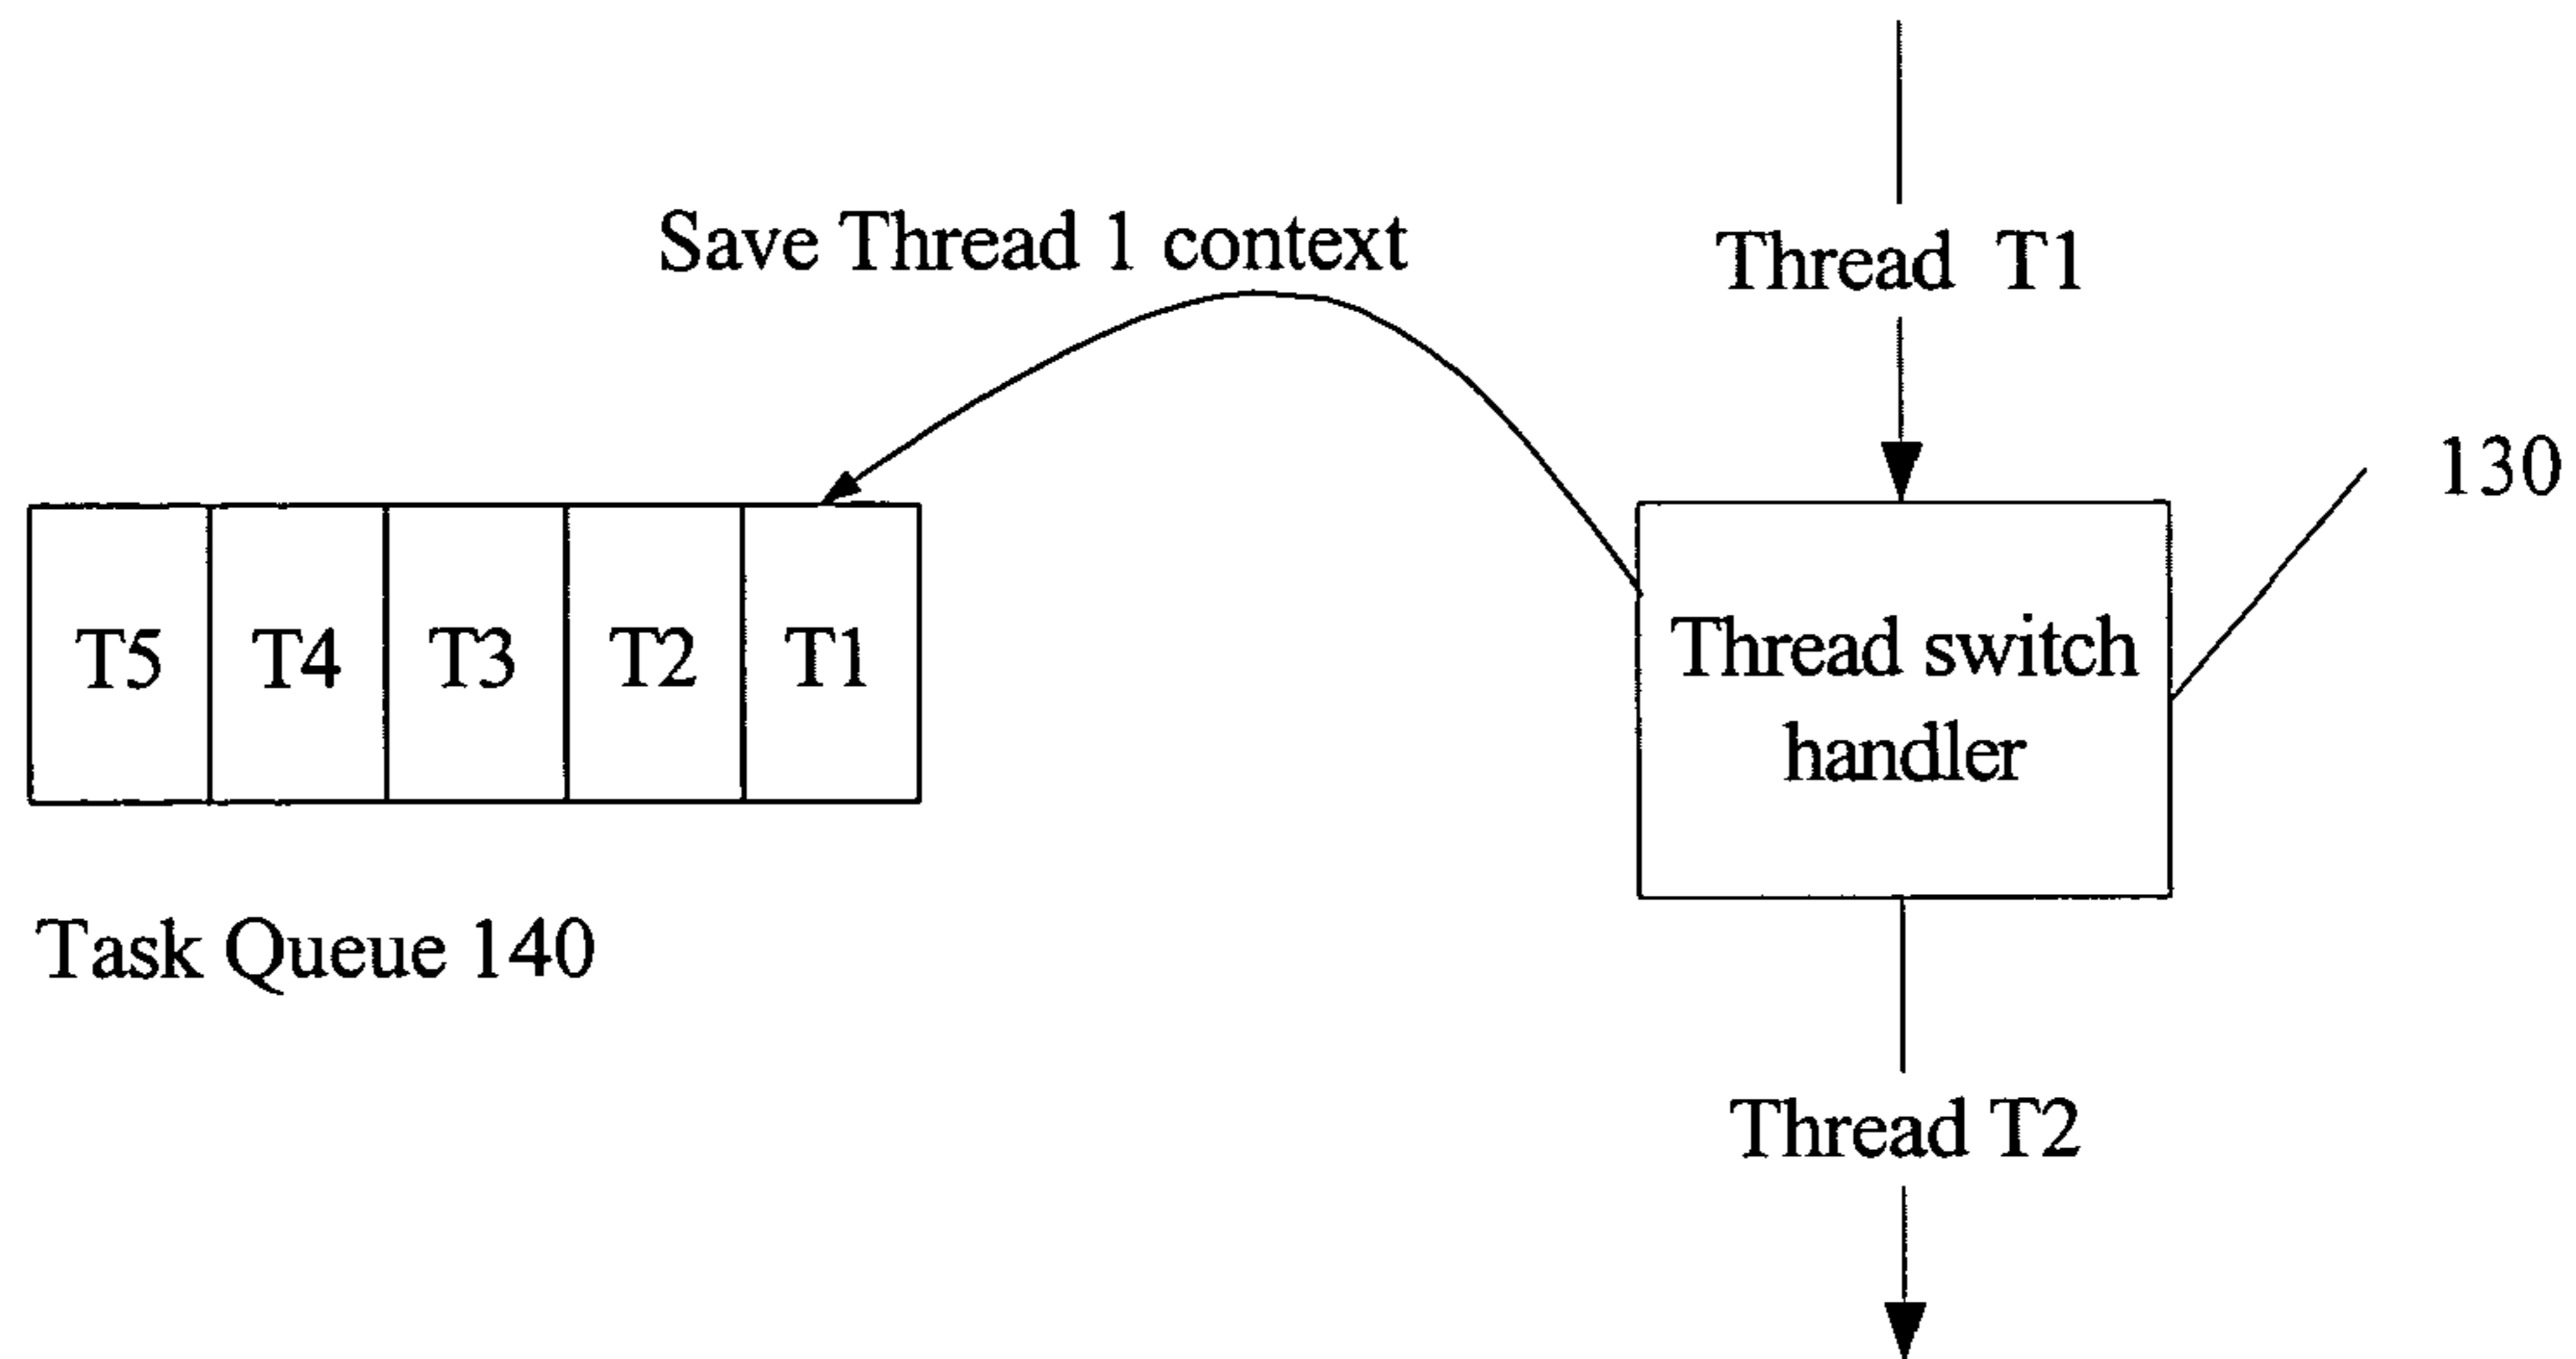 Save Thread 1 context
Thread T1
130
T5 T4 T3 T2 T1
Thread switch
handler
Task Queue 140
Thread T2